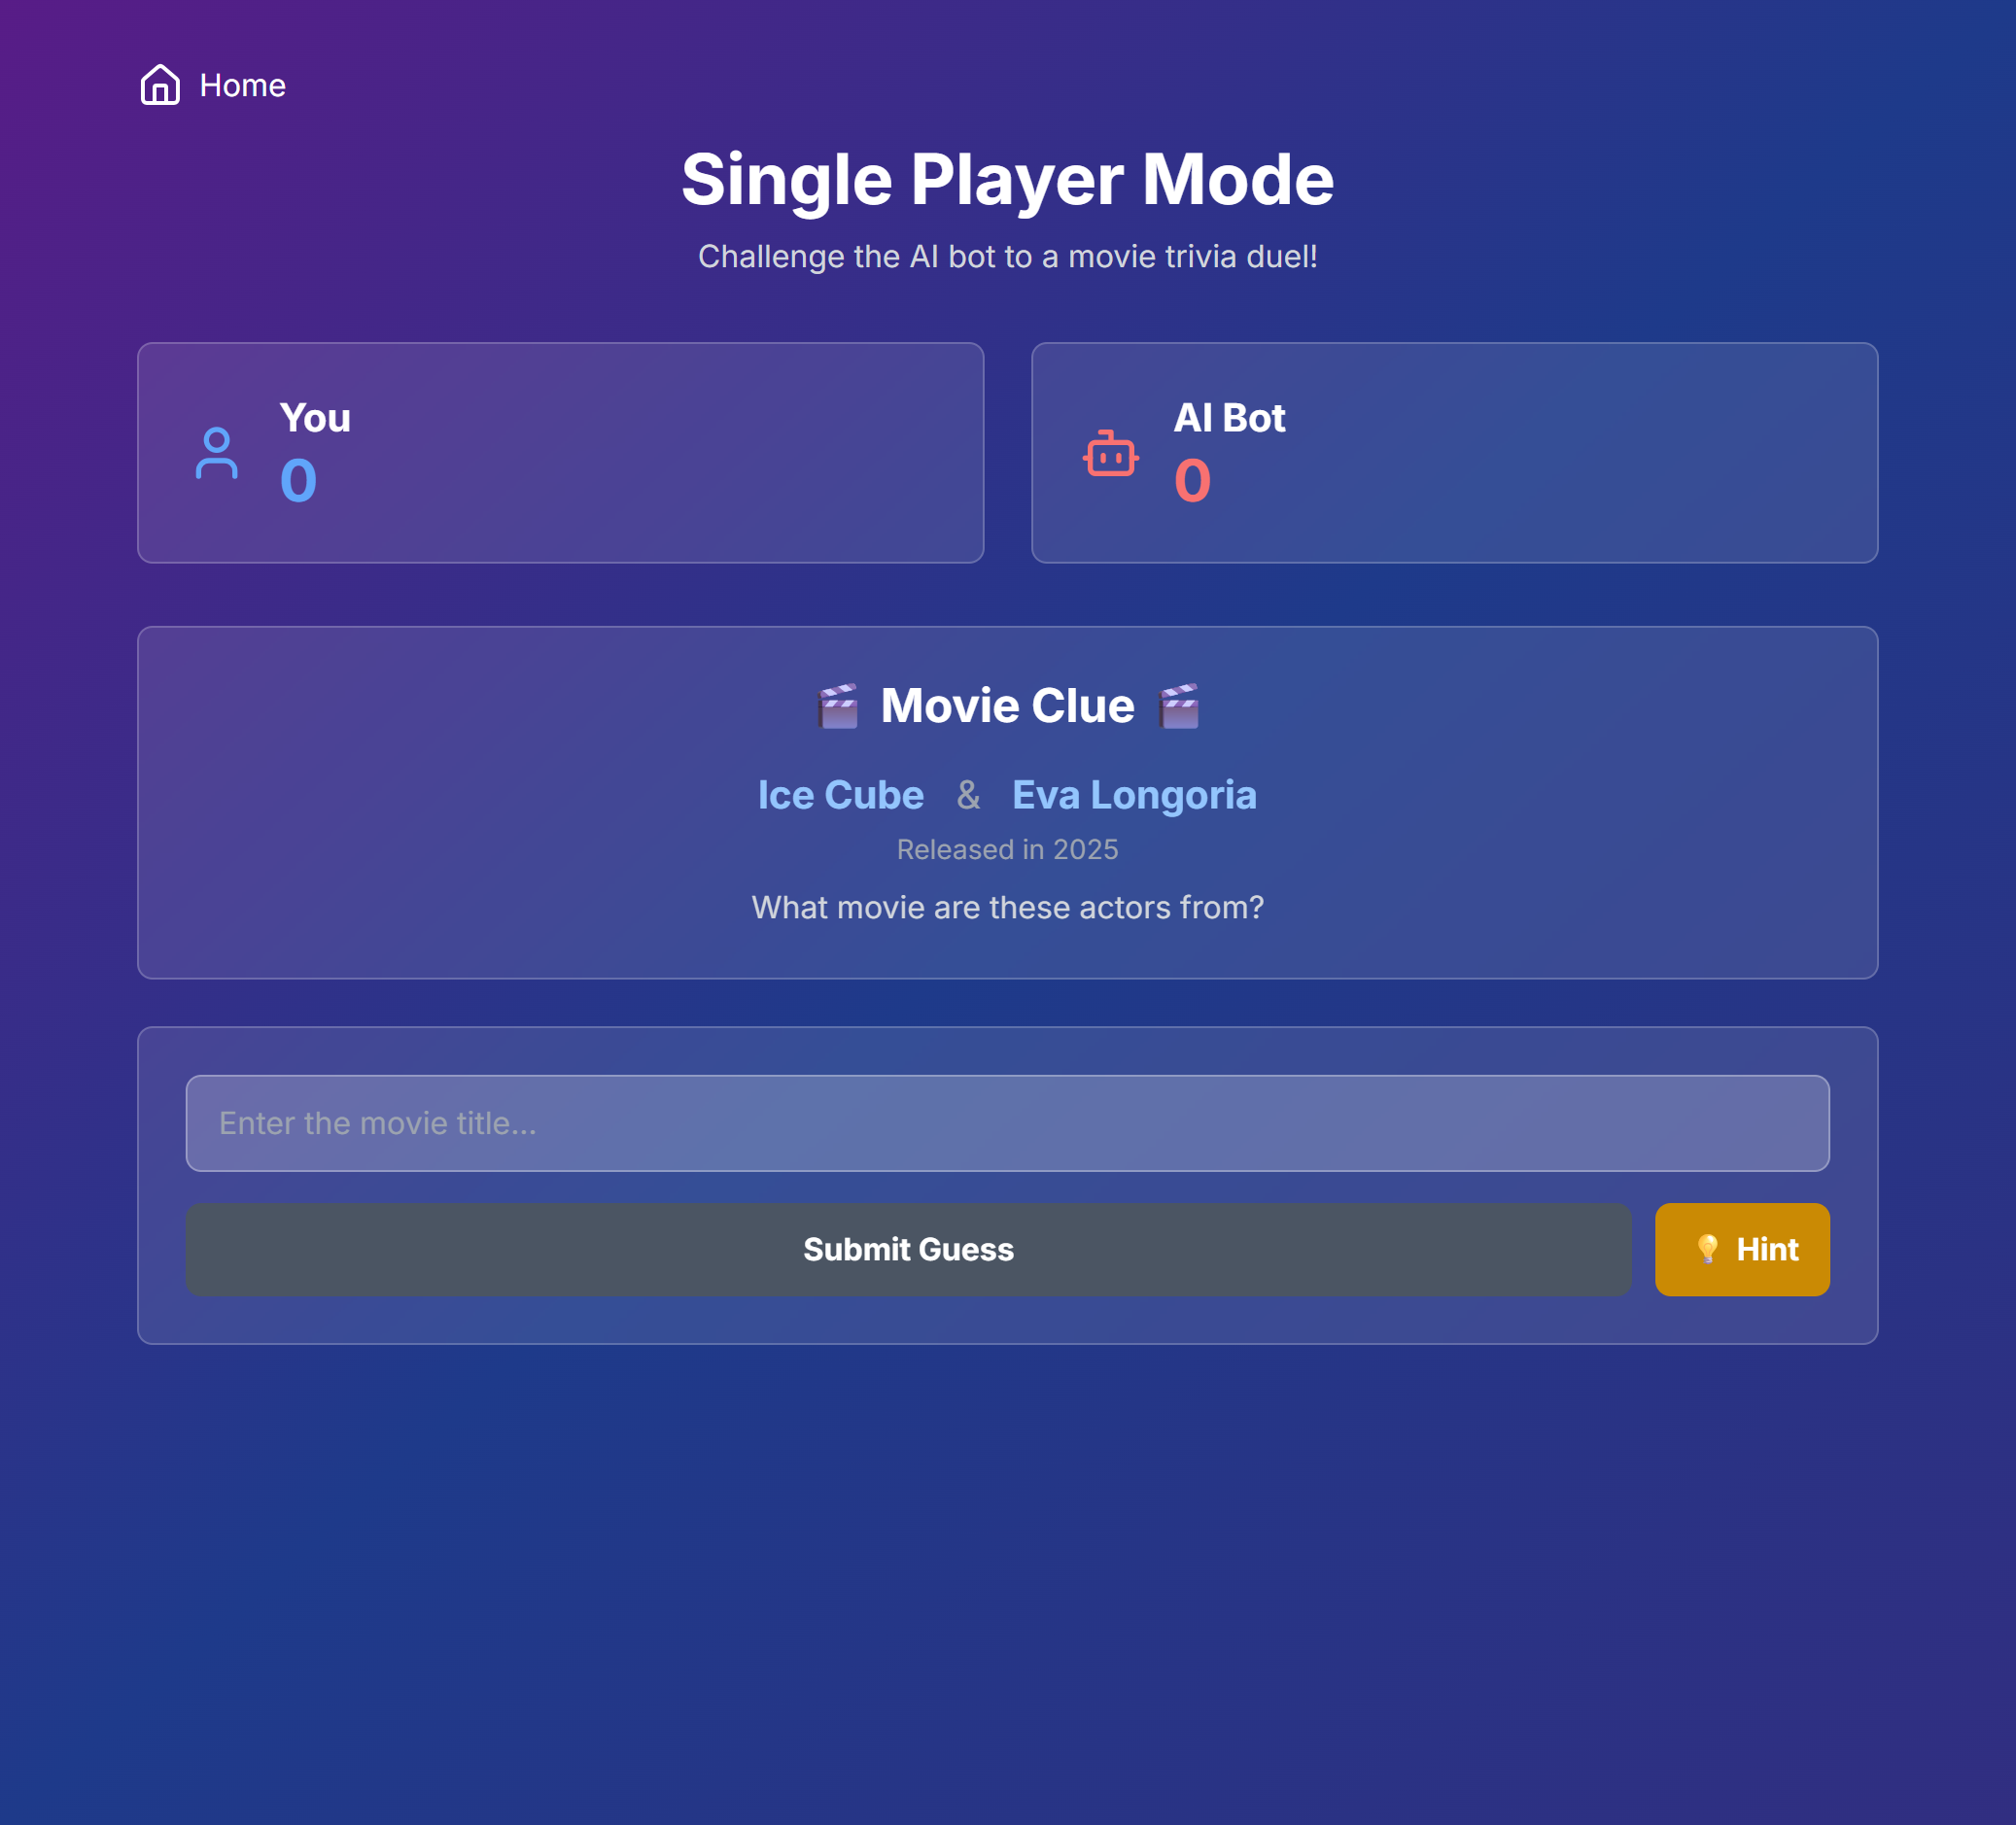 Home
Single Player Mode
Challenge the AI bot to a movie trivia duel!
You
0
AI Bot
0
🎬 Movie Clue 🎬
Ice Cube & Eva Longoria
Released in 2025
What movie are these actors from?
Enter the movie title...
Submit Guess
💡 Hint